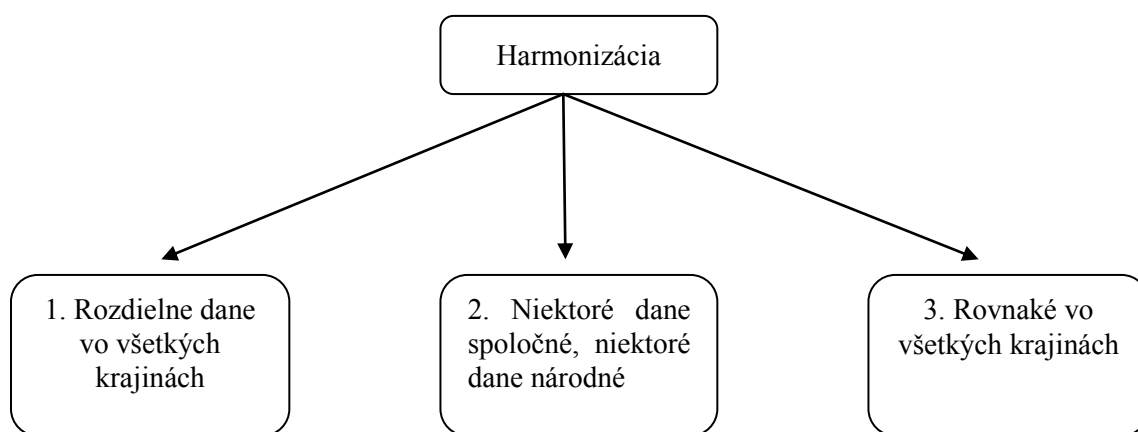 Harmonizácia
1. Rozdielne dane
vo všetkých
krajinách
2. Niektoré dane
spoločné, niektoré
dane národné
3. Rovnaké vo
všetkých krajinách